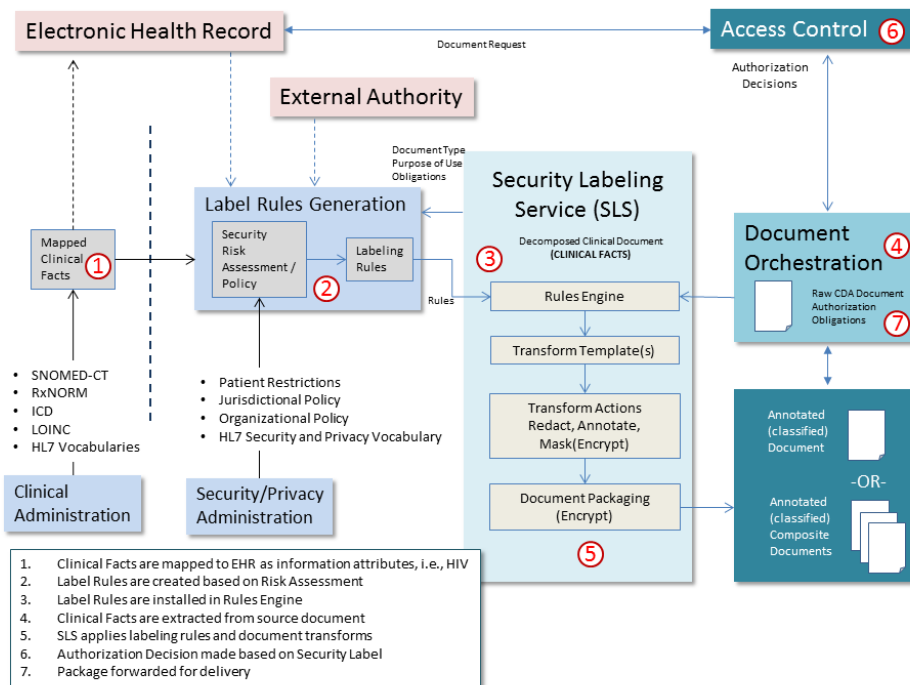 Electronic Health Record
Document Request
Access Control
6
Authorization
Decisions
External Authority
Document Type
Purpose of Use
Obligations
Label Rules Generation
Security
Risk
Assessment /
Policy
2
Labeling
Rules
Rules
Mapped
Clinical
Facts
1
Security Labeling
Service (SLS)
Decomposed Clinical Document
(CLINICAL FACTS)
3
Rules Engine
Transform Template(s)
Transform Actions
Redact, Annotate,
Mask(Encrypt)
Document Packaging
(Encrypt)
5
Document
Orchestration
4
Raw CDA Document
Authorization
Obligations
7
Annotated
(classified)
Document
-OR-
Annotated
(classified)
Composite
Documents
• SNOMED-CT
• RxNORM
• ICD
• LOINC
• HL7 Vocabularies
Clinical
Administration
• Patient Restrictions
• Jurisdictional Policy
• Organizational Policy
• HL7 Security and Privacy Vocabulary
Security/Privacy
Administration
1. Clinical Facts are mapped to EHR as information attributes, i.e., HIV
2. Label Rules are created based on Risk Assessment
3. Label Rules are installed in Rules Engine
4. Clinical Facts are extracted from source document
5. SLS applies labeling rules and document transforms
6. Authorization Decision made based on Security Label
7. Package forwarded for delivery